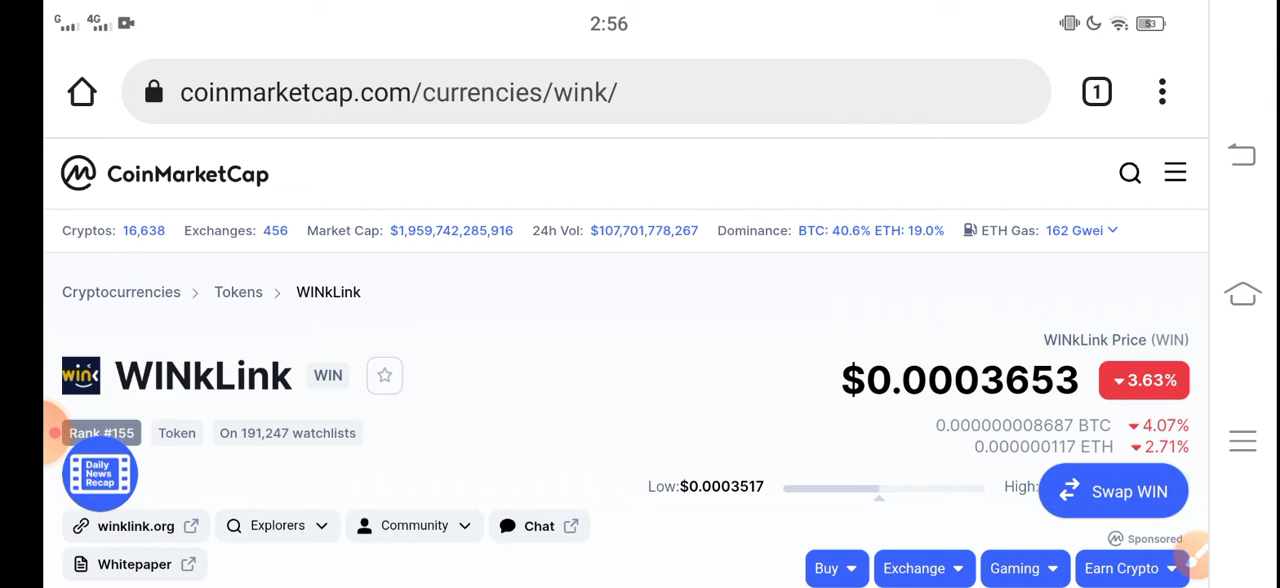 G 4G 2:56 53
coinmarketcap.com/currencies/wink/ 1
CoinMarketCap
Cryptos: 16,638 Exchanges: 456 Market Cap: $1,959,742,285,916 24h Vol: $107,701,778,267 Dominance: BTC: 40.6% ETH: 19.0% ETH Gas: 162 Gwei
Cryptocurrencies > Tokens > WINkLink
WINkLink Price (WIN)
wink WINkLink WIN $0.0003653 3.63%
0.000000008687 BTC 4.07%
Rank #155 Token On 191,247 watchlists
0.000000117 ETH 2.71%
Daily
News
Recap
Low:$0.0003517 High: Swap WIN
winklink.org Explorers Community Chat
Sponsored
Whitepaper
Buy Exchange Gaming Earn Crypto